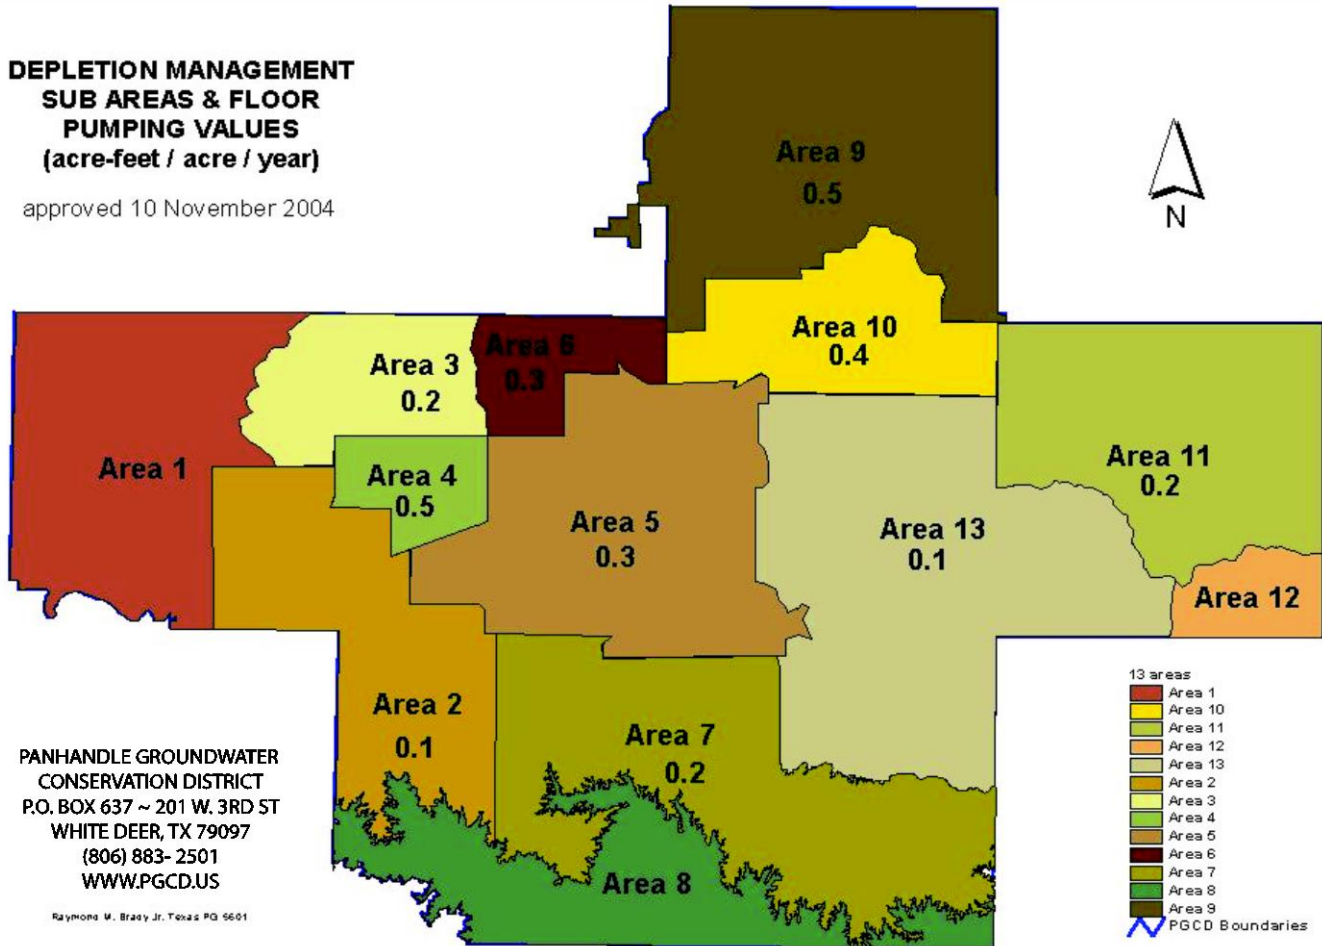 DEPLETION MANAGEMENT
SUB AREAS & FLOOR
PUMPING VALUES
(acre-feet / acre / year)
approved 10 November 2004
Area 9
0.5
N
Area 10
0.4
Area 6
0.3
Area 3
0.2
Area 1
Area 4
0.5
Area 11
0.2
Area 5
0.3
Area 13
0.1
Area 12
Area 2
0.1
Area 7
0.2
Area 8
PANHANDLE GROUNDWATER
CONSERVATION DISTRICT
P.O. BOX 637 ~ 201 W. 3RD ST
WHITE DEER, TX 79097
(806) 883- 2501
WWW.PGCD.US
Raymond W. Brady Jr. Texas PG 5601
13 areas
Area 1
Area 10
Area 11
Area 12
Area 13
Area 2
Area 3
Area 4
Area 5
Area 6
Area 7
Area 8
Area 9
PGCD Boundaries